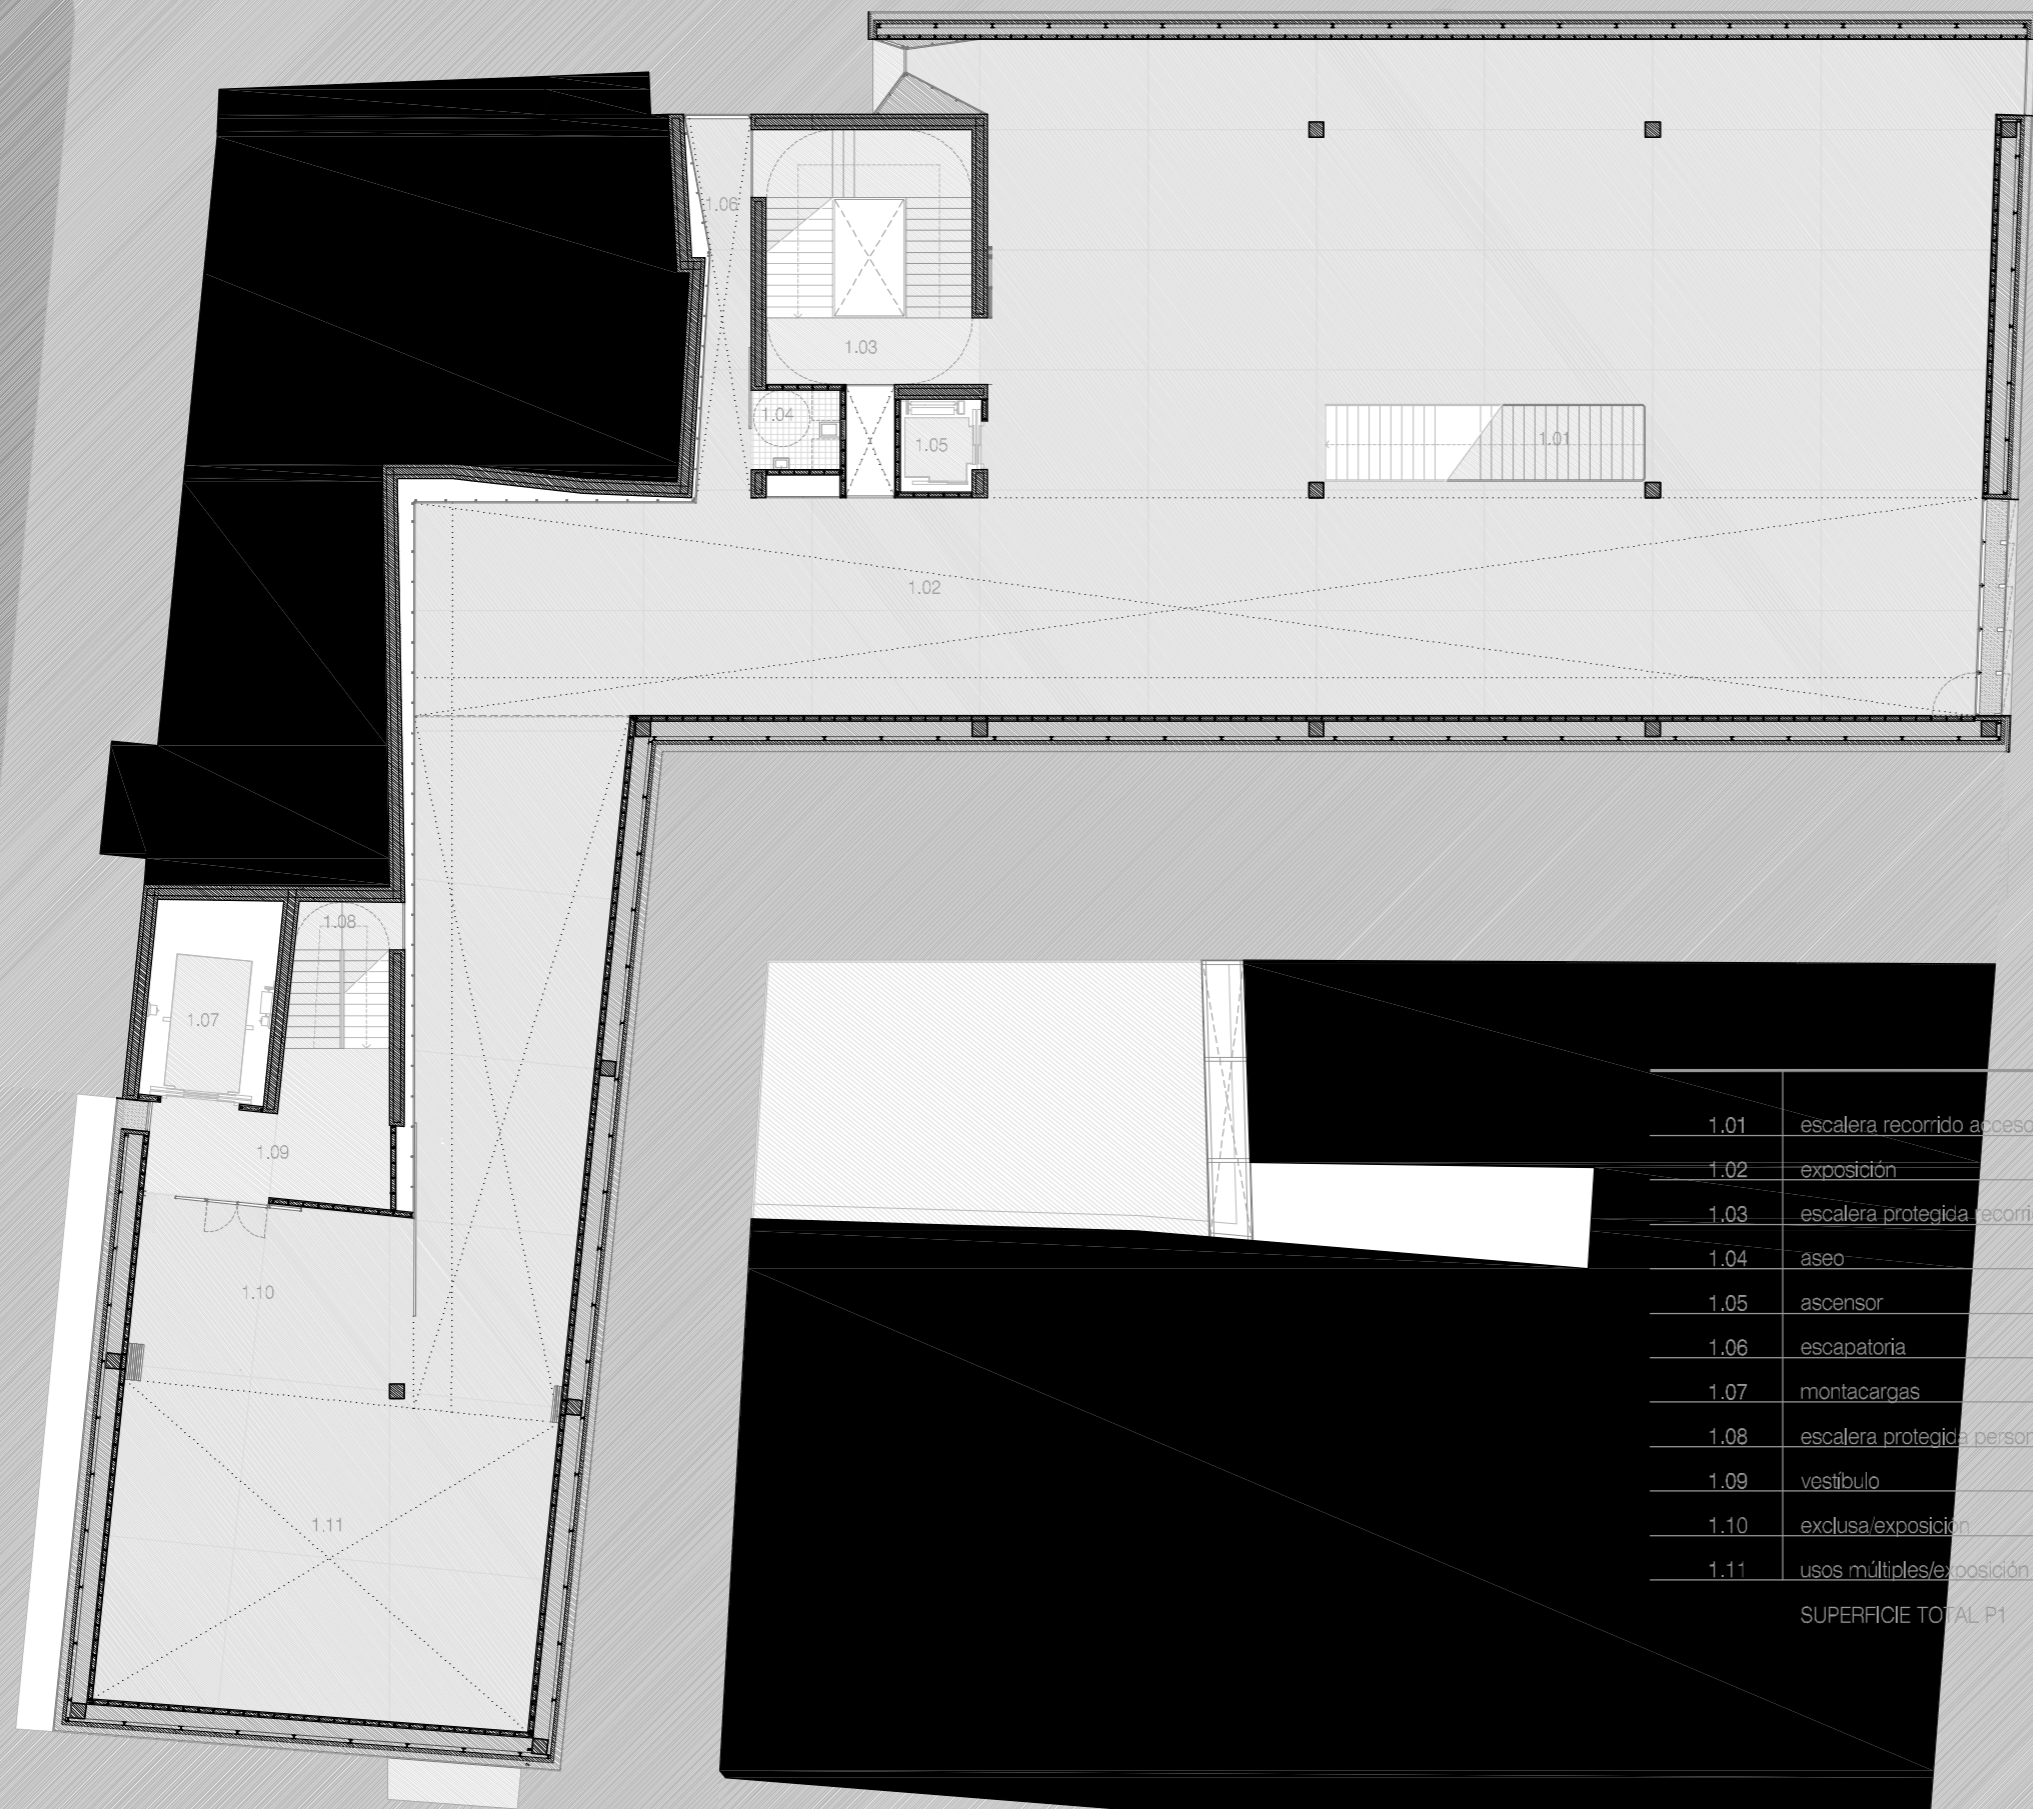 1.06
1.03
1.04
1.05
1.01
1.02
1.08
1.07
1.09
1.10
1.11
1.01 escalera recorrido acceso
1.02 exposición
1.03 escalera protegida
1.04 aseo
1.05 ascensor
1.06 escapatoria
1.07 montacargas
1.08 escalera protegida
1.09 vestíbulo
1.10 exclusa/exposición
1.11 usos múltiples/exposición
SUPERFICIE TOTAL P1